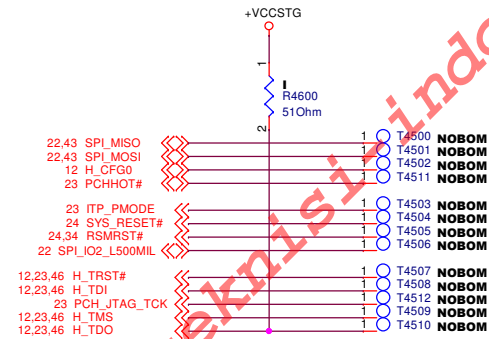 +VCCSTG
1
I
R4600
51Ohm
2
22,43 SPI_MISO 1 T4500 NOBOM
22,43 SPI_MOSI 1 T4501 NOBOM
12 H_CFG0 1 T4502 NOBOM
23 PCHHOT# 1 T4511 NOBOM
23 ITP_PMODE 1 T4503 NOBOM
24 SYS_RESET# 1 T4504 NOBOM
24,34 RSMRST# 1 T4505 NOBOM
22 SPI_IO2_L500MIL 1 T4506 NOBOM
12,23,46 H_TRST# 1 T4507 NOBOM
12,23,46 H_TDI 1 T4508 NOBOM
23 PCH_JTAG_TCK 1 T4512 NOBOM
12,23,46 H_TMS 1 T4509 NOBOM
12,23,46 H_TDO 1 T4510 NOBOM
teknisi-indo